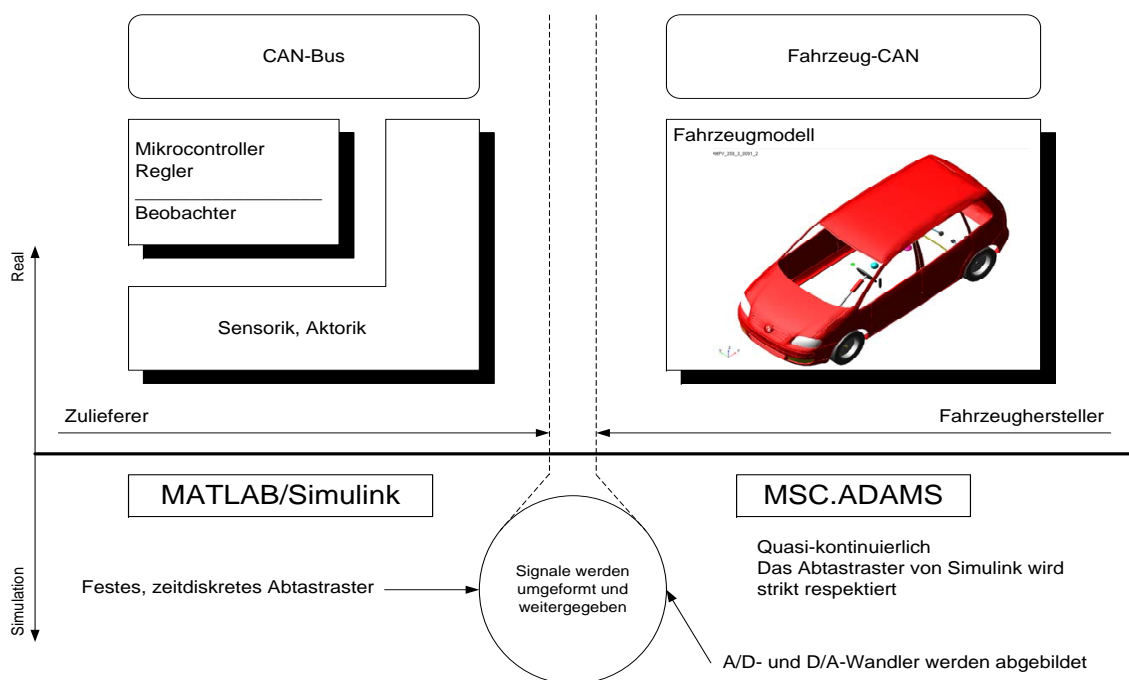 CAN-Bus
Fahrzeug-CAN
Mikrocontroller
Regler
Beobachter
Sensorik, Aktorik
Fahrzeugmodell
Real
Zulieferer
Fahrzeughersteller
MATLAB/Simulink
MSC.ADAMS
Quasi-kontinuierlich
Das Abtastraster von Simulink wird
strikt respektiert
Festes, zeitdiskretes Abtastraster
Signale werden
umgeformt und
weitergegeben
Simulation
A/D- und D/A-Wandler werden abgebildet